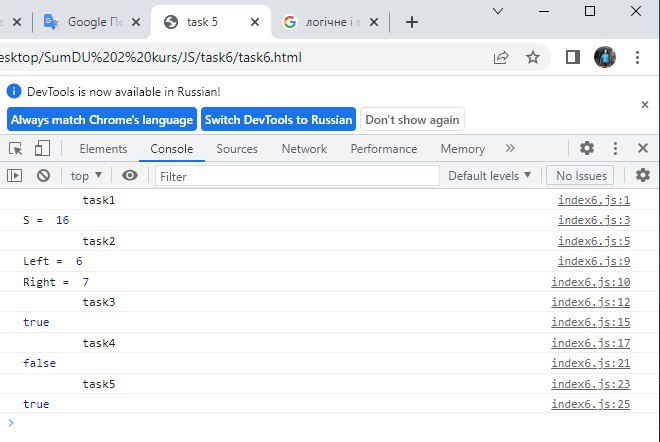 Google Пе
task 5
логічне і в
esktop/SumDU%202%20kurs/JS/task6/task6.html
DevTools is now available in Russian!
Always match Chrome's language Switch DevTools to Russian Don't show again
Elements Console Sources Network Performance Memory
top Filter Default levels No Issues
task1 index6.js:1
S = 16 index6.js:3
task2 index6.js:5
Left = 6 index6.js:9
Right = 7 index6.js:10
task3 index6.js:12
true index6.js:15
task4 index6.js:17
false index6.js:21
task5 index6.js:23
true index6.js:25